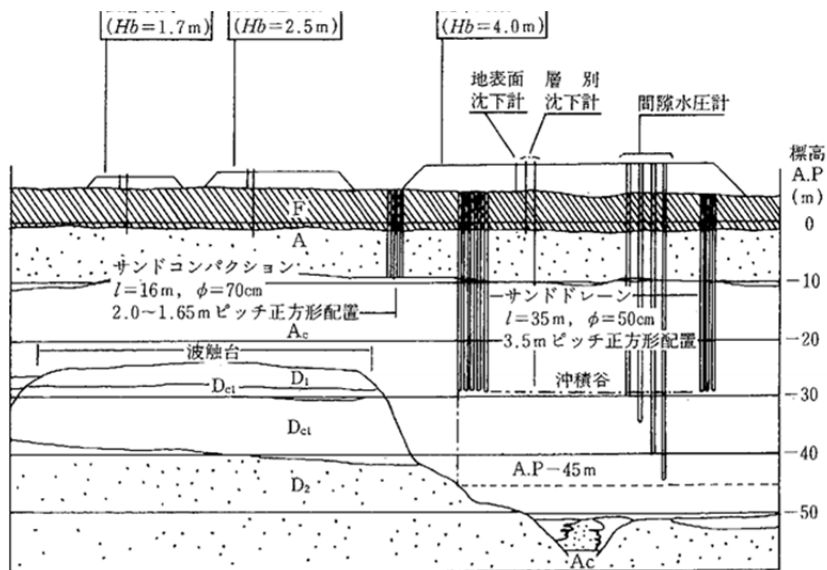 (Hb=1.7m)
(Hb=2.5m)
(Hb=4.0m)
地表面
沈下計
層別
沈下計
間隙水圧計
標高
A.P
(m)
F
0
A
サンドコンパクション
l=16m, φ=70cm
2.0~1.65mピッチ正方形配置
-10
サンドドレーン
l=35m, φ=50cm
3.5mピッチ正方形配置
Ac
-20
波触台
D1
Dc1
沖積谷
-30
Dc1
-40
A.P-45m
D2
-50
Ac